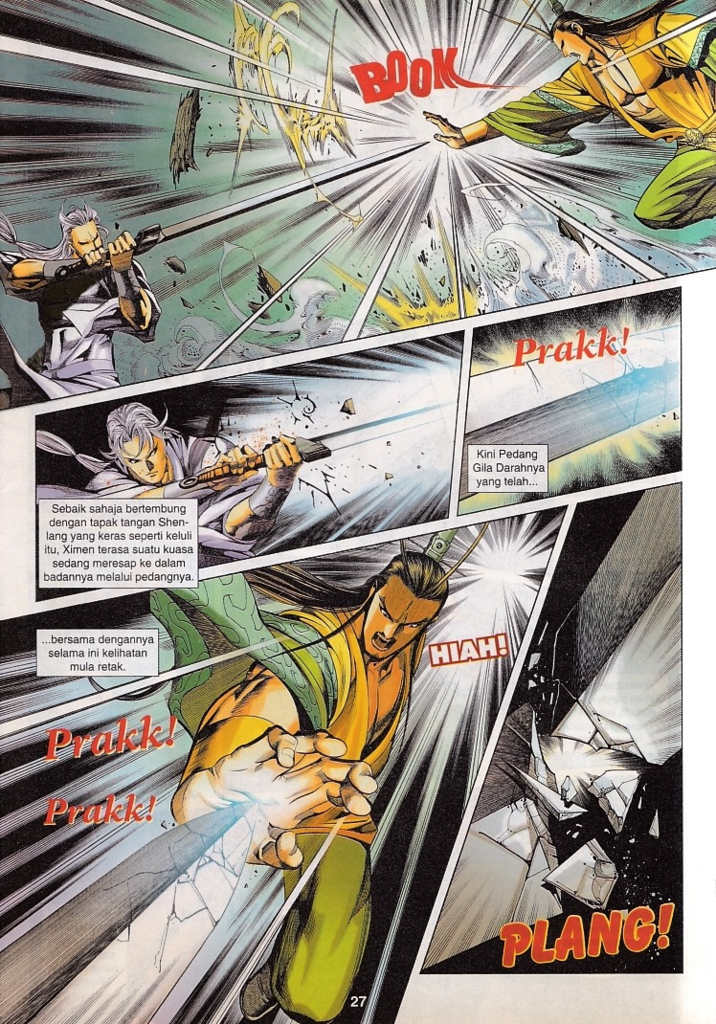 BOOM
Sebaik sahaja bertembung
dengan tapak tangan Shen-
lang yang keras seperti keluli
itu, Ximen terasa suatu kuasa
sedang meresap ke dalam
badannya melalui pedangnya.
Prakk!
Kini Pedang
Gila Darahnya
yang telah...
...bersama dengannya
selama ini kelihatan
mula retak.
HIAH!
Prakk!
Prakk!
PLANG!
27